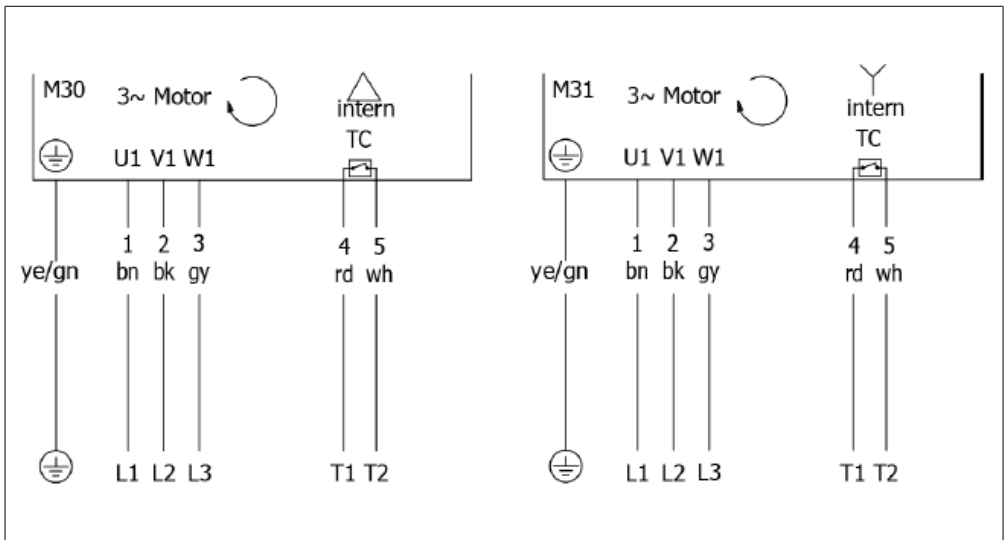 M30 3~ Motor intern
TC
U1 V1 W1
1 2 3 4 5
ye/gn bn bk gy rd wh
L1 L2 L3 T1 T2
M31 3~ Motor intern
TC
U1 V1 W1
1 2 3 4 5
ye/gn bn bk gy rd wh
L1 L2 L3 T1 T2